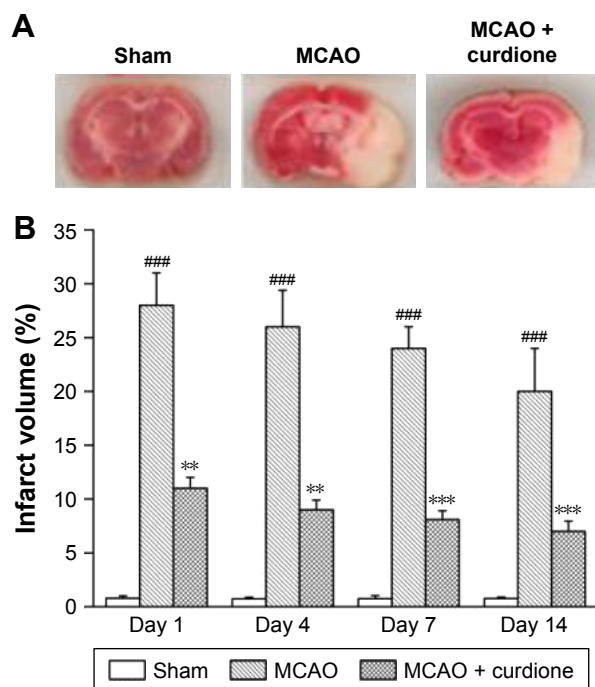 A
Sham
MCAO
MCAO +
curdione
B
Infarct volume (%)
35
30
25
20
15
10
5
0
###
**
###
**
###
***
###
***
Day 1
Day 4
Day 7
Day 14
Sham
MCAO
MCAO + curdione